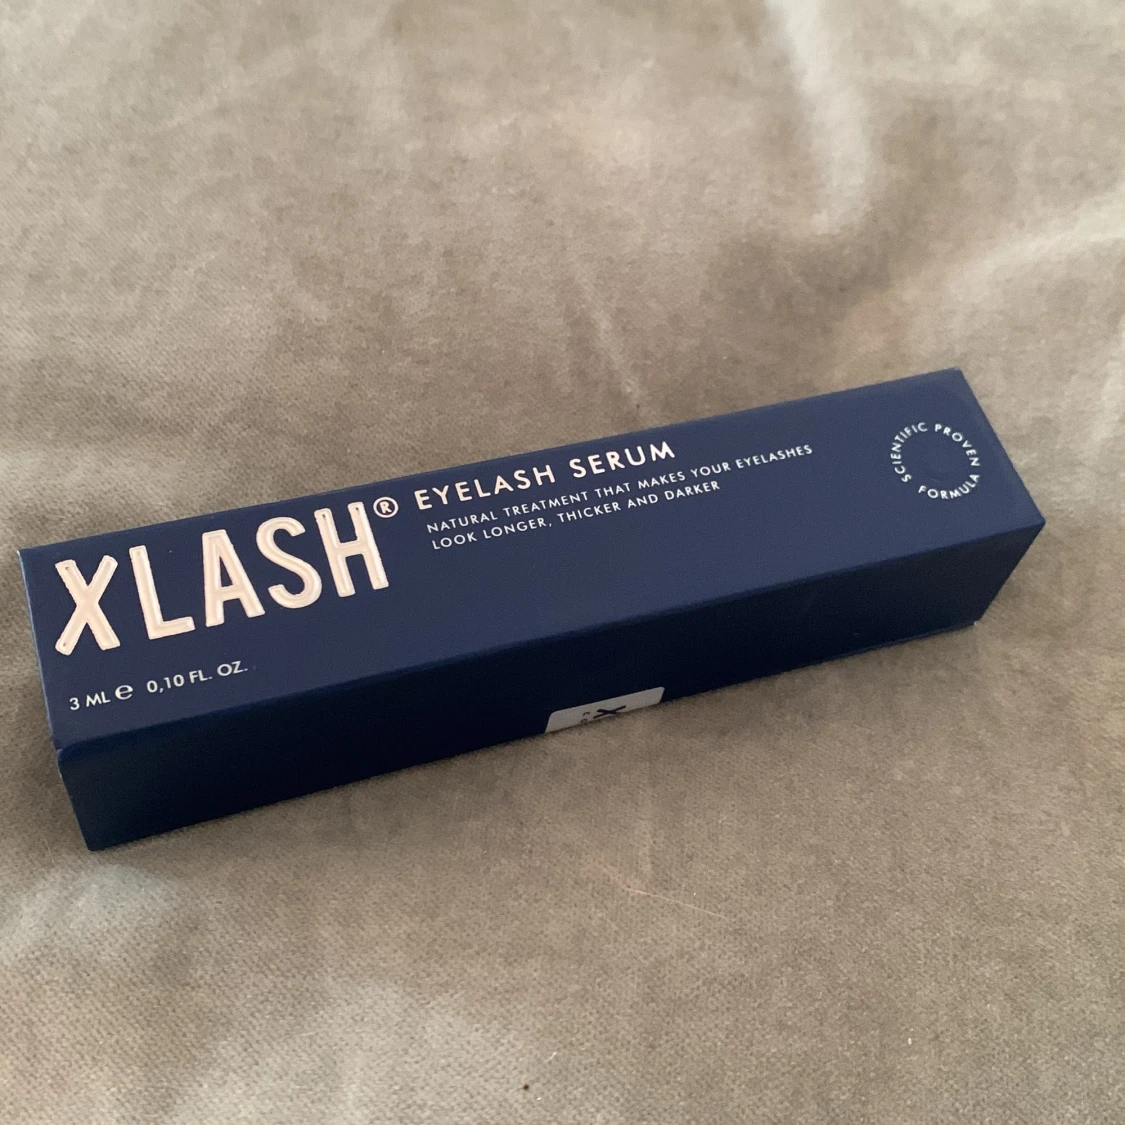 XLASH® EYELASH SERUM
NATURAL TREATMENT THAT MAKES YOUR EYELASHES
LOOK LONGER, THICKER AND DARKER
3 ML ℮ 0,10 FL. OZ.
SCIENTIFIC PROVEN FORMULA
X